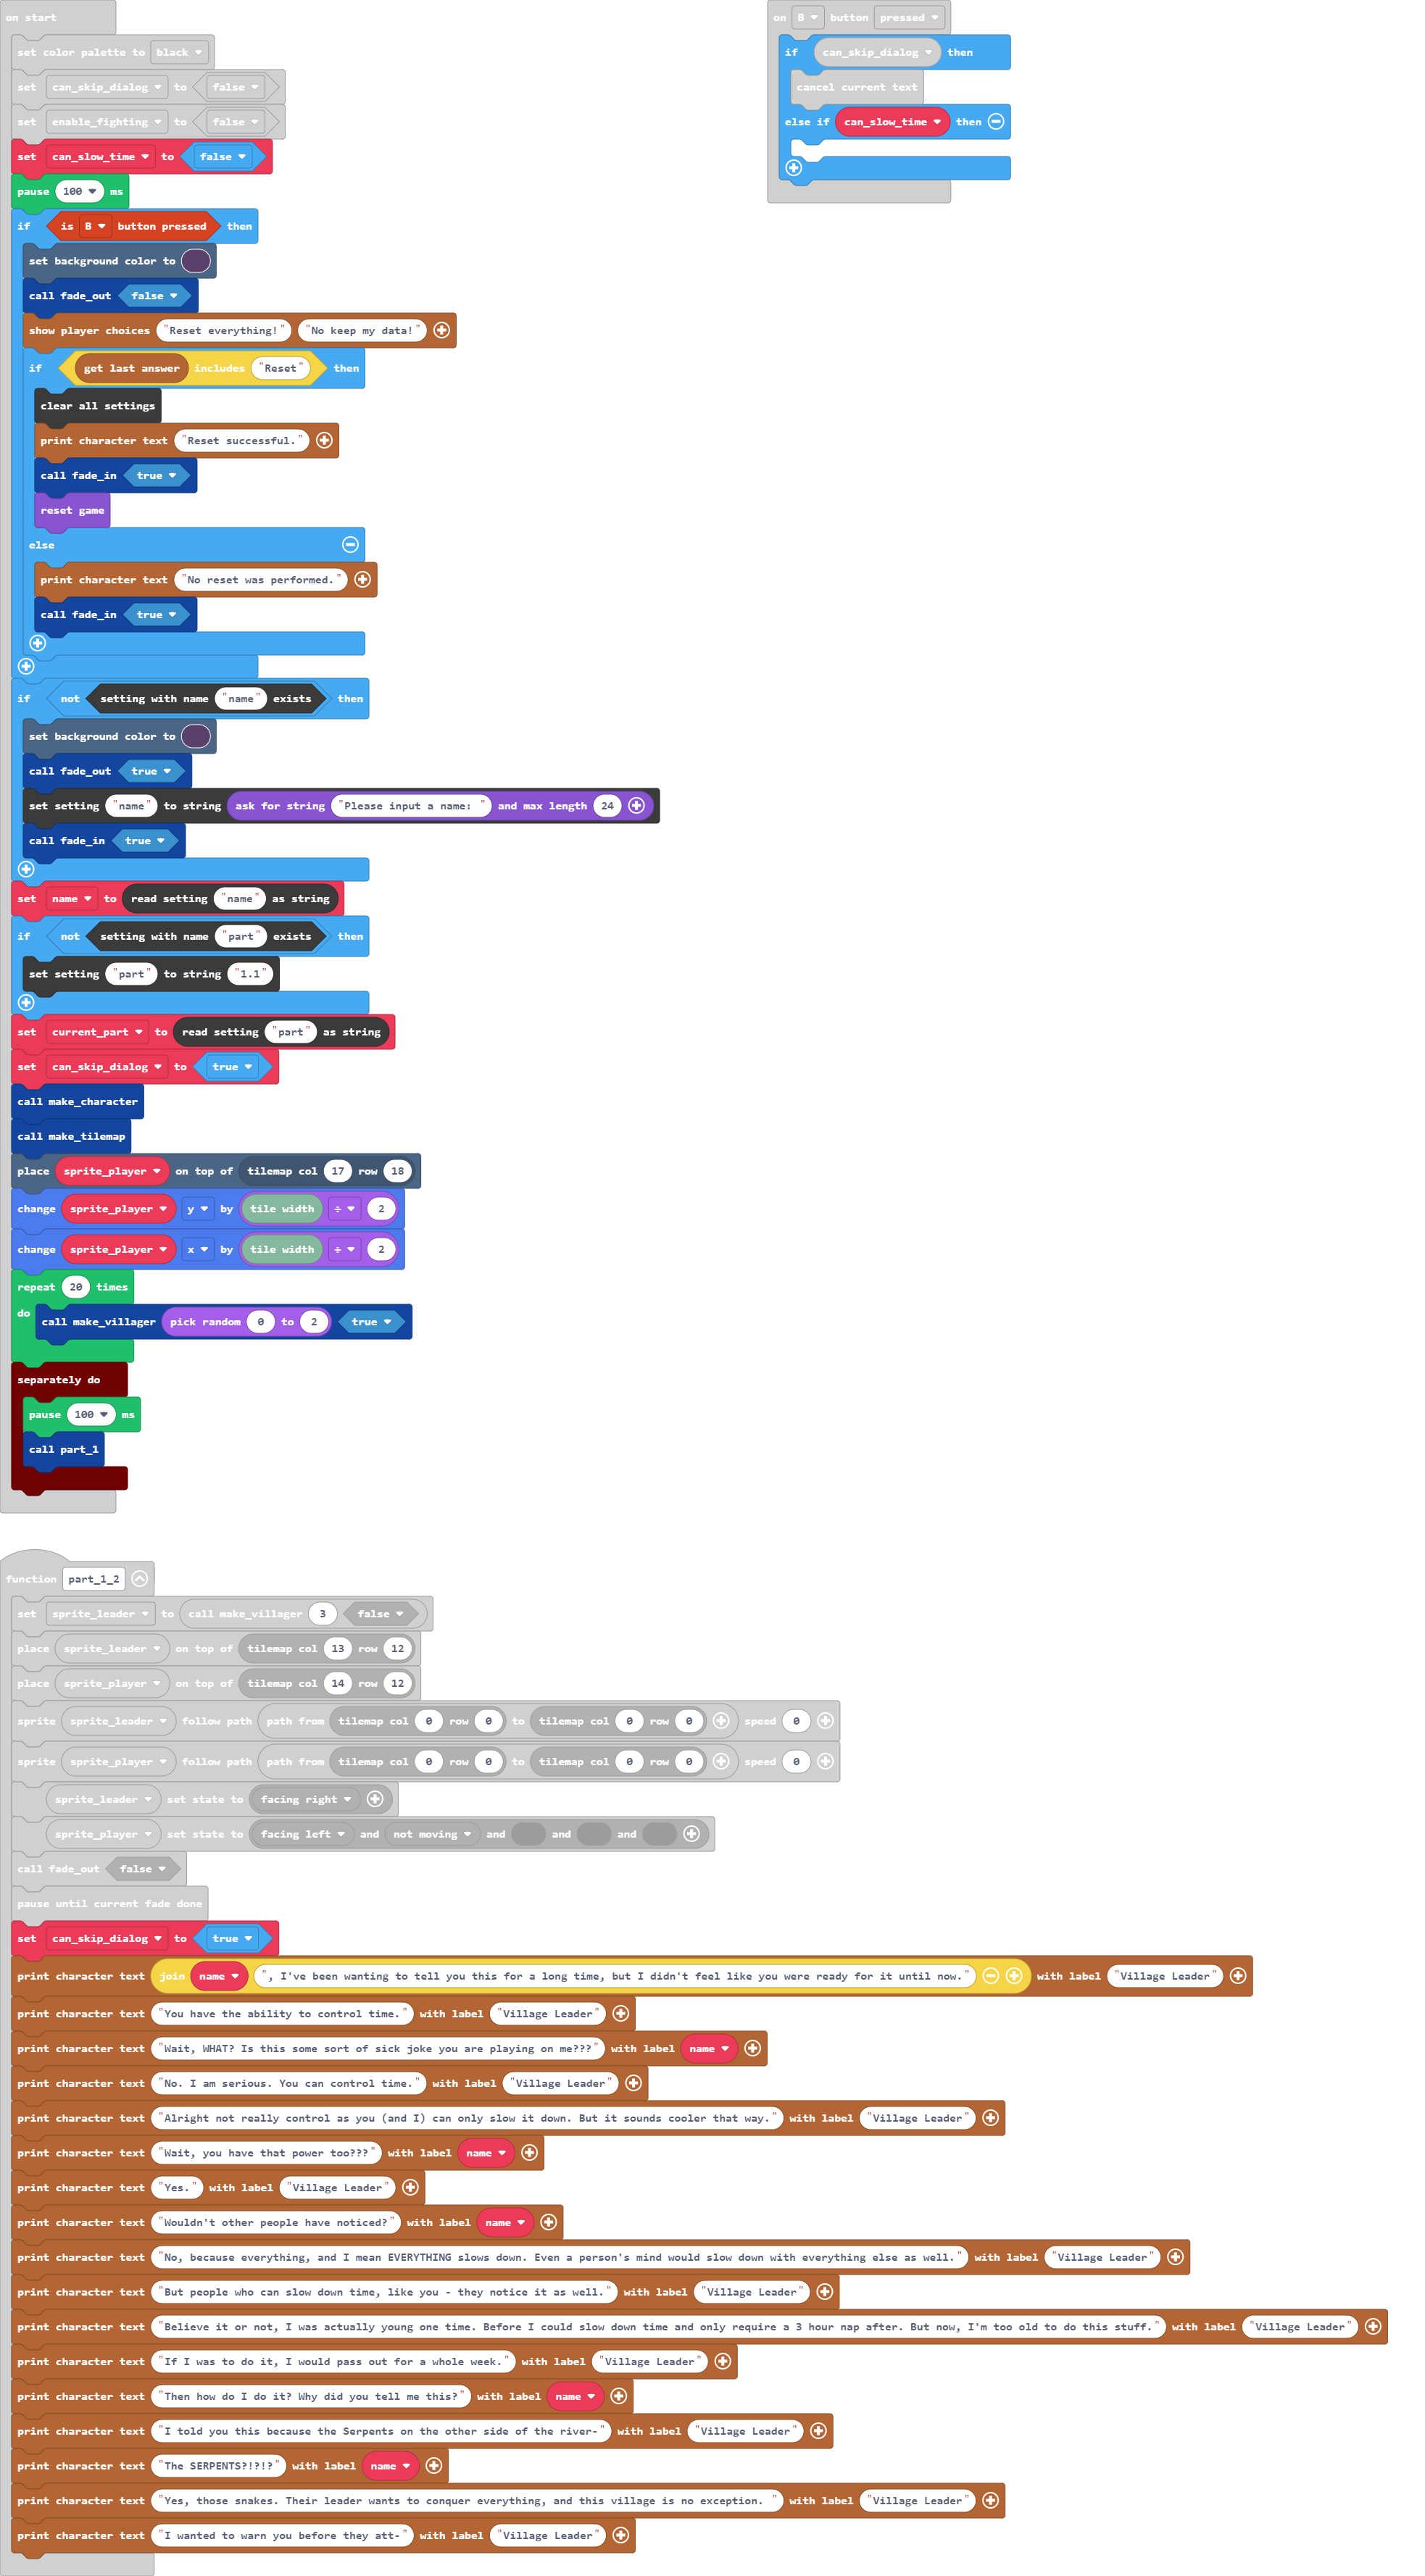 on start
set color palette to black
set can_skip_dialog to false
set enable_fighting to false
set can_slow_time to false
pause 100 ms
if is B button pressed then
set background color to
call fade_out false
show player choices "Reset everything!" "No keep my data!"
if get last answer includes "Reset" then
clear all settings
print character text "Reset successful."
call fade_in true
reset game
else
print character text "No reset was performed."
call fade_in true
if not setting with name "name" exists then
set background color to
call fade_out true
set setting "name" to string ask for string "Please input a name: " and max length 24
call fade_in true
set name to read setting "name" as string
if not setting with name "part" exists then
set setting "part" to string "1.1"
set current_part to read setting "part" as string
set can_skip_dialog to true
call make_character
call make_tilemap
place sprite_player on top of tilemap col 17 row 18
change sprite_player y by tile width ÷ 2
change sprite_player x by tile width ÷ 2
repeat 20 times
do call make_villager pick random 0 to 2 true
separately do
pause 100 ms
call part_1
on B button pressed
if can_skip_dialog then
cancel current text
else if can_slow_time then
function part_1_2
set sprite_leader to call make_villager 3 false
place sprite_leader on top of tilemap col 13 row 12
place sprite_player on top of tilemap col 14 row 12
sprite sprite_leader follow path path from tilemap col 0 row 0 to tilemap col 0 row 0 speed 0
sprite sprite_player follow path path from tilemap col 0 row 0 to tilemap col 0 row 0 speed 0
sprite_leader set state to facing right
sprite_player set state to facing left and not moving and and and
call fade_out false
pause until current fade done
set can_skip_dialog to true
print character text join name ", I've been wanting to tell you this for a long time, but I didn't feel like you were ready for it until now." with label "Village Leader"
print character text "You have the ability to control time." with label "Village Leader"
print character text "Wait, WHAT? Is this some sort of sick joke you are playing on me???" with label name
print character text "No. I am serious. You can control time." with label "Village Leader"
print character text "Alright not really control as you (and I) can only slow it down. But it sounds cooler that way." with label "Village Leader"
print character text "Wait, you have that power too???" with label name
print character text "Yes." with label "Village Leader"
print character text "Wouldn't other people have noticed?" with label name
print character text "No, because everything, and I mean EVERYTHING slows down. Even a person's mind would slow down with everything else as well." with label "Village Leader"
print character text "But people who can slow down time, like you - they notice it as well." with label "Village Leader"
print character text "Believe it or not, I was actually young one time. Before I could slow down time and only require a 3 hour nap after. But now, I'm too old to do this stuff." with label "Village Leader"
print character text "If I was to do it, I would pass out for a whole week." with label "Village Leader"
print character text "Then how do I do it? Why did you tell me this?" with label name
print character text "I told you this because the Serpents on the other side of the river-" with label "Village Leader"
print character text "The SERPENTS?!?!?" with label name
print character text "Yes, those snakes. Their leader wants to conquer everything, and this village is no exception. " with label "Village Leader"
print character text "I wanted to warn you before they att-" with label "Village Leader"